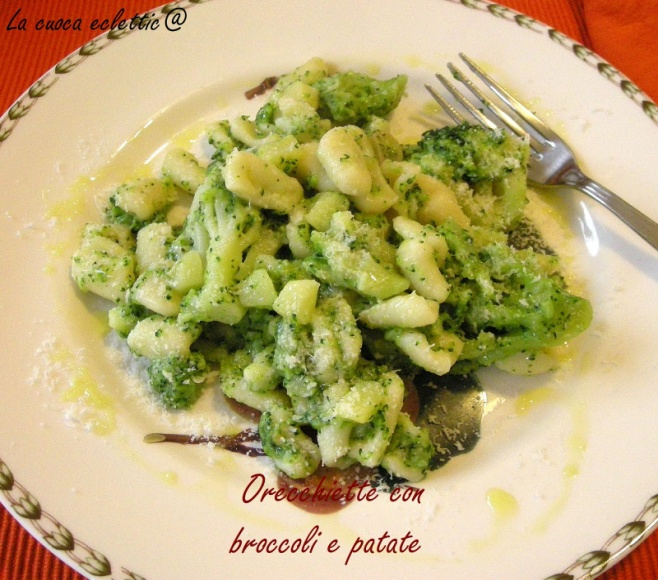 La cuoca eclettic@
Orecchiette con
broccoli e patate